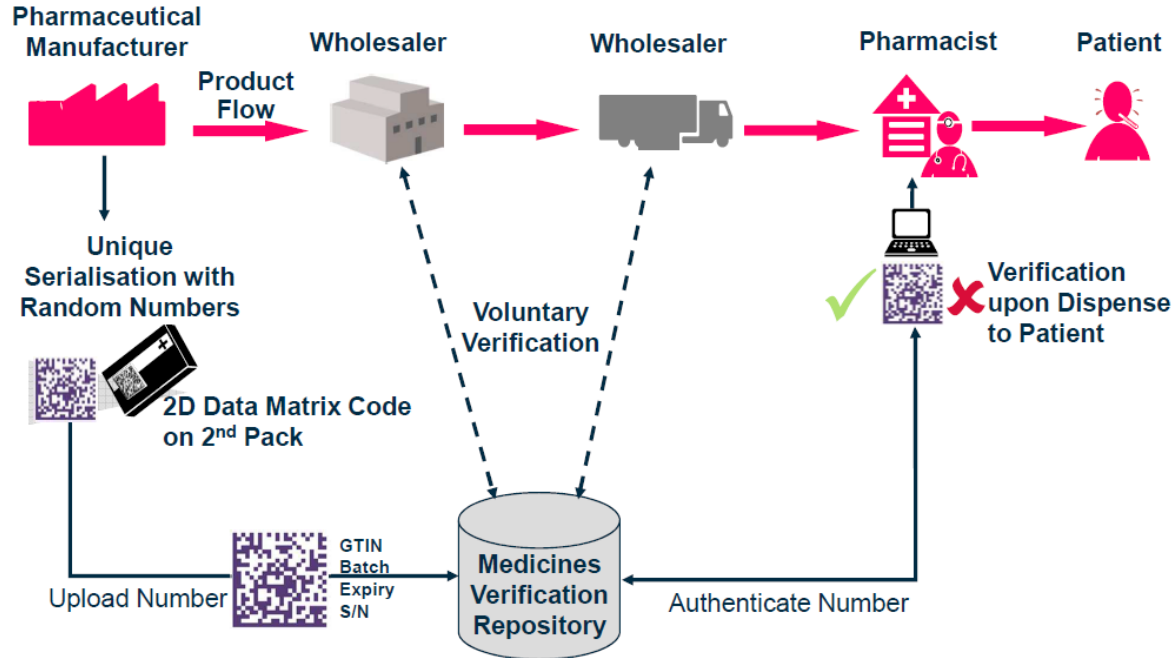 Pharmaceutical
Manufacturer
Wholesaler
Wholesaler
Pharmacist
Patient
Product
Flow
Unique
Serialisation with
Random Numbers
2D Data Matrix Code
on 2nd Pack
Voluntary
Verification
Verification
upon Dispense
to Patient
GTIN
Batch
Expiry
S/N
Upload Number
Medicines
Verification
Repository
Authenticate Number